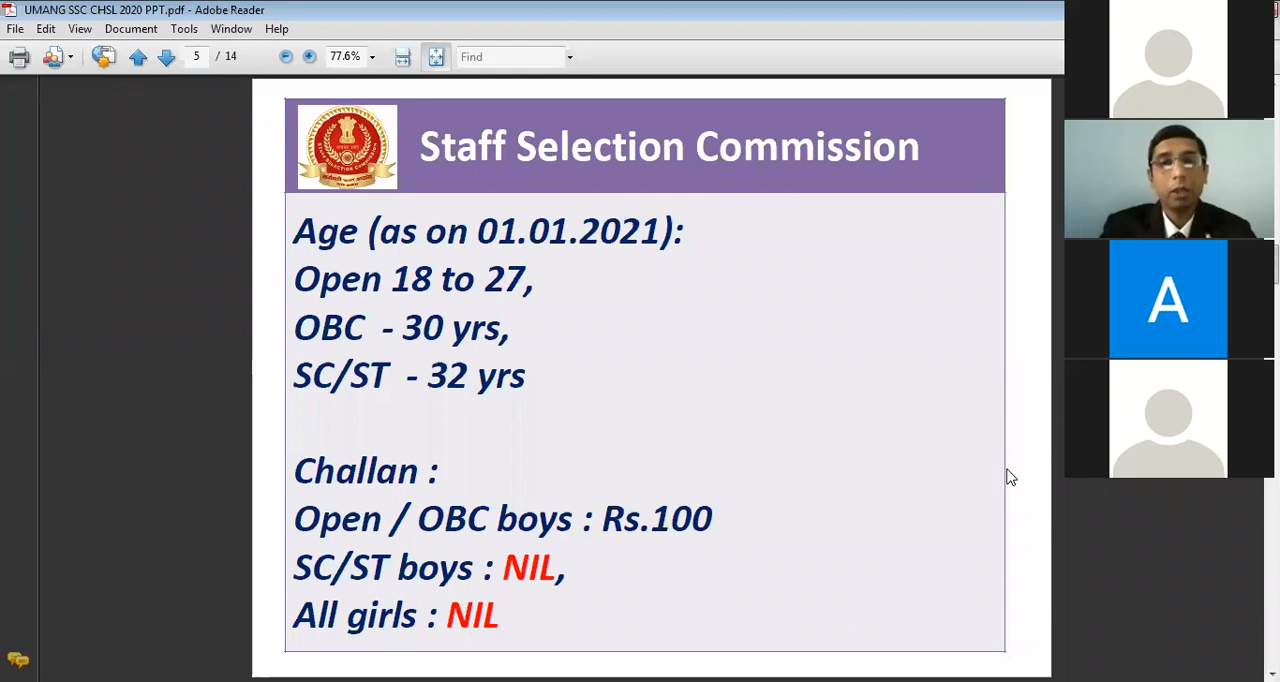 UMANG SSC CHSL 2020 PPT.pdf - Adobe Reader
File Edit View Document Tools Window Help
5 / 14 77.6% Find
Staff Selection Commission
Age (as on 01.01.2021):
Open 18 to 27,
OBC - 30 yrs,
SC/ST - 32 yrs
Challan :
Open / OBC boys : Rs.100
SC/ST boys : NIL,
All girls : NIL
A